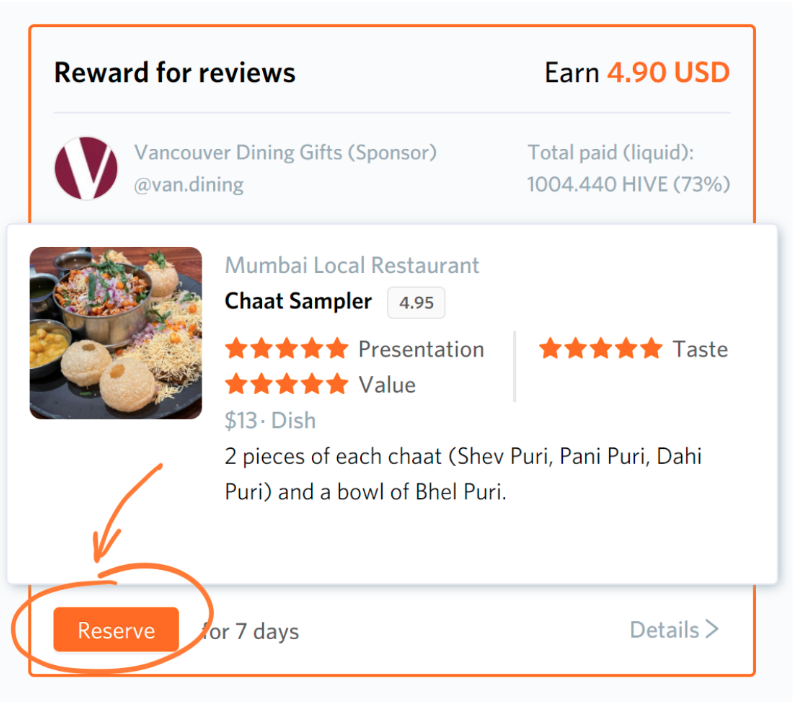 Reward for reviews Earn 4.90 USD
Vancouver Dining Gifts (Sponsor) Total paid (liquid):
@van.dining 1004.440 HIVE (73%)
Mumbai Local Restaurant
Chaat Sampler 4.95
Presentation Taste
Value
$13· Dish
2 pieces of each chaat (Shev Puri, Pani Puri, Dahi
Puri) and a bowl of Bhel Puri.
Reserve for 7 days Details